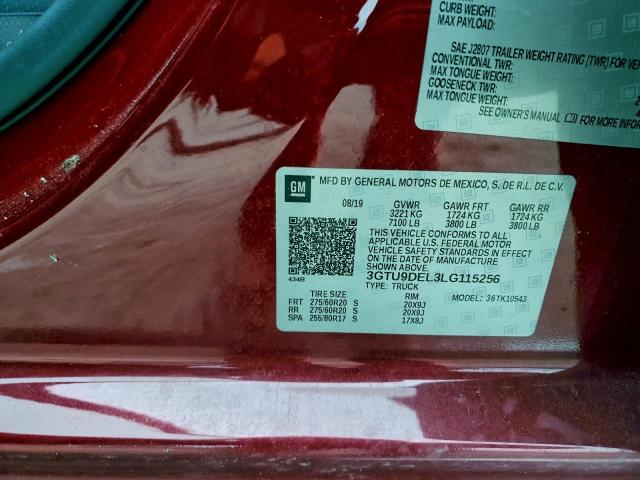 CURB WEIGHT:
MAX PAYLOAD:
SAE J2807 TRAILER WEIGHT RATING (TWR) FOR
CONVENTIONAL TWR:
MAX TONGUE WEIGHT:
GOOSENECK TWR:
MAX TONGUE WEIGHT:
SEE OWNER'S MANUAL FOR MORE
GM MFD BY GENERAL MOTORS DE MEXICO, S. DE R.L. DE C.V.
08/19 GVWR GAWR FRT GAWR RR
3221 KG 1724 KG 1724 KG
7100 LB 3800 LB 3800 LB
THIS VEHICLE CONFORMS TO ALL
APPLICABLE U.S. FEDERAL MOTOR
VEHICLE SAFETY STANDARDS IN EFFECT
ON THE DATE OF MANUFACTURE
SHOWN ABOVE.
434B 3GTU9DEL3LG115256
TYPE: TRUCK
TIRE SIZE RIM MODEL: 36TK10543
FRT 275/60R20 S 20X9J
RR 275/60R20 S 20X9J
SPA 255/80R17 S 17X8J